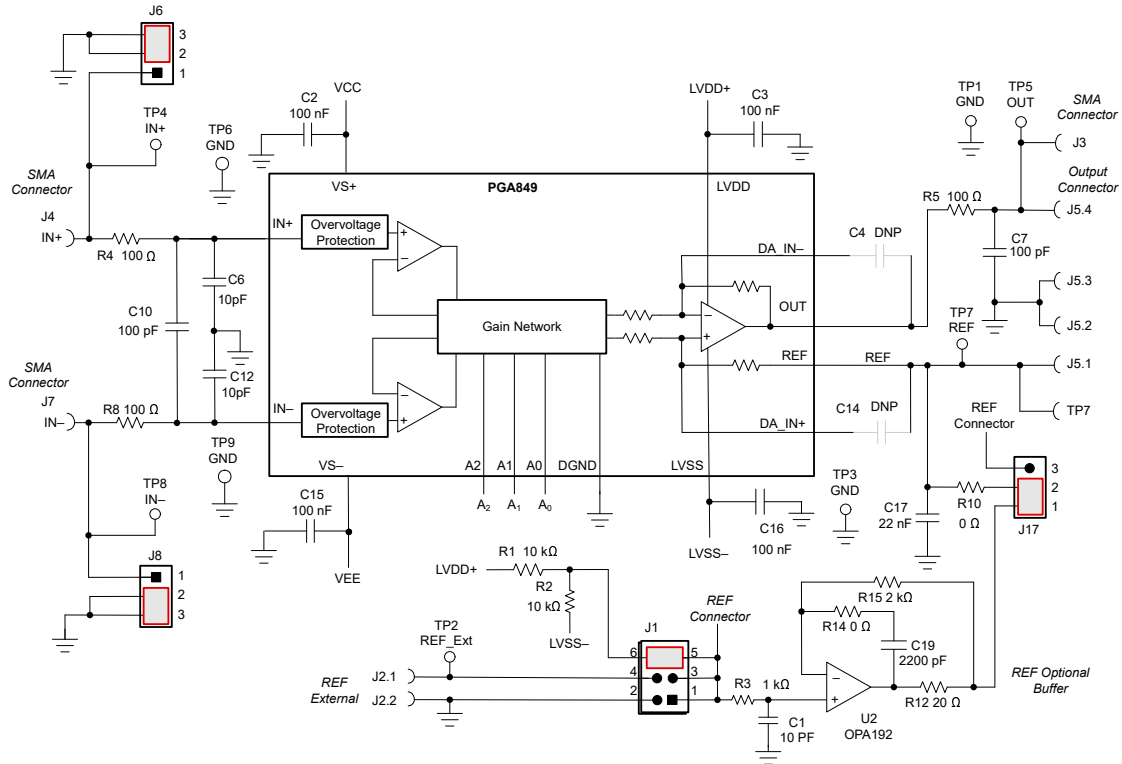 J6
3
2
1
TP4
IN+
TP6
GND
SMA
Connector
J4
IN+
R4 100 Ω
C10
100 pF
C6
10pF
C12
10pF
SMA
Connector
J7
IN–
R8 100 Ω
TP9
GND
TP8
IN–
J8
1
2
3
C2
100 nF
VCC
LVDD+
C3
100 nF
VS+
PGA849
LVDD
IN+
Overvoltage
Protection
+
–
Gain Network
–
+
IN–
Overvoltage
Protection
DA_IN–
C4 DNP
–
+
OUT
REF
REF
C14 DNP
DA_IN+
VS–
A2
A1
A0
DGND
LVSS
A2
A1
A0
C15
100 nF
VEE
C16
100 nF
LVSS–
TP3
GND
TP1
GND
TP5
OUT
SMA
Connector
J3
Output
Connector
R5 100 Ω
J5.4
C7
100 pF
J5.3
J5.2
TP7
REF
J5.1
TP7
REF
Connector
3
2
1
J17
R10
0 Ω
C17
22 nF
R1 10 kΩ
LVDD+
R2
10 kΩ
LVSS–
TP2
REF_Ext
J2.1
REF
External
J2.2
J1
6
5
4
3
2
1
REF
Connector
R3
1 kΩ
C1
10 PF
R15 2 kΩ
R14 0 Ω
C19
2200 pF
–
+
U2
OPA192
R12 20 Ω
REF Optional
Buffer